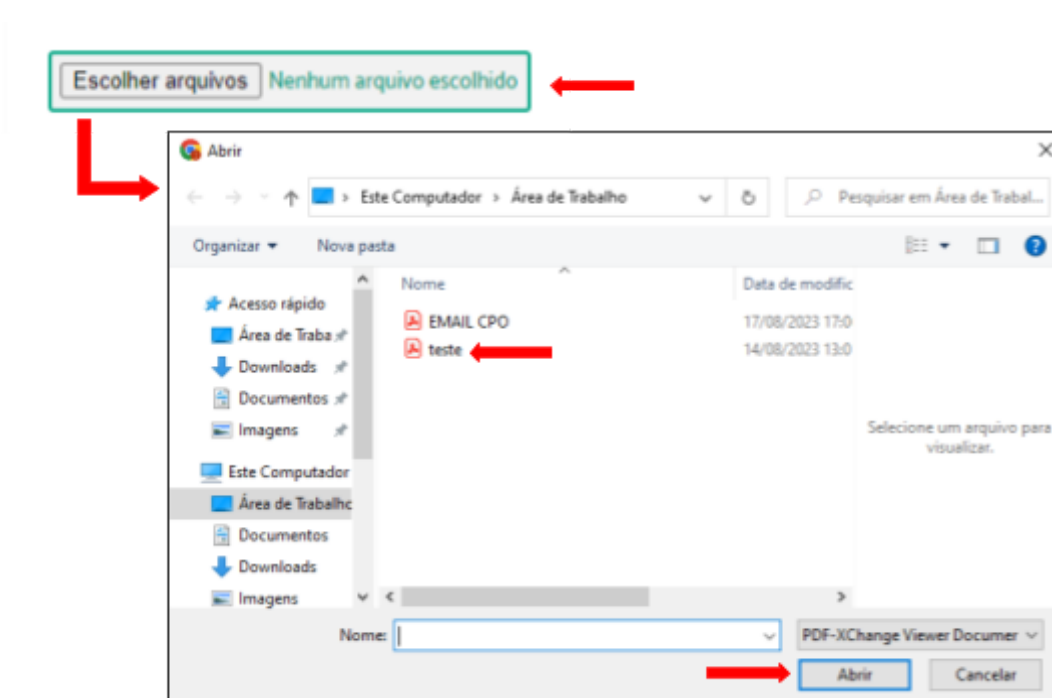 Escolher arquivos Nenhum arquivo escolhido
Abrir
Este Computador > Área de Trabalho
Pesquisar em Área de Trabal...
Organizar
Nova pasta
Nome
Data de modific
Acesso rápido
Área de Traba
Downloads
Documentos
Imagens
Este Computador
Área de Trabalhc
Documentos
Downloads
Imagens
EMAIL CPO
17/08/2023 17:0
teste
14/08/2023 13:0
Selecione um arquivo para
visualizar.
Nome:
PDF-XChange Viewer Documer
Abrir
Cancelar